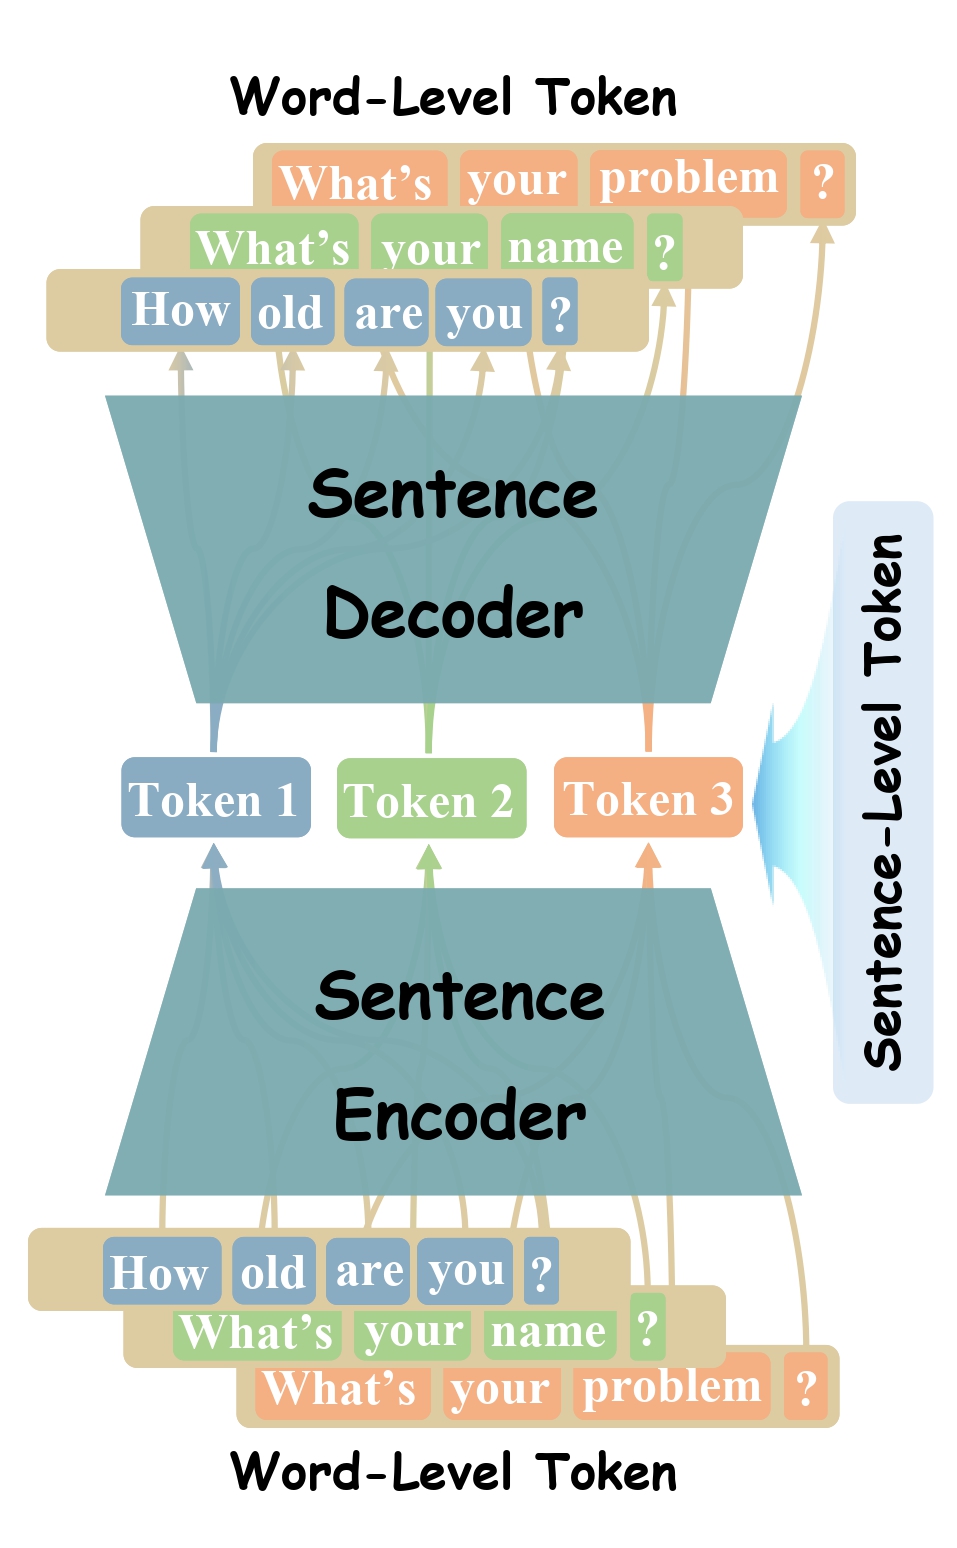 Word-Level Token
What's your problem ?
What's your name ?
How old are you ?
Sentence
Decoder
Sentence-Level Token
Token 1 Token 2 Token 3
Sentence
Encoder
How old are you ?
What's your name ?
What's your problem ?
Word-Level Token